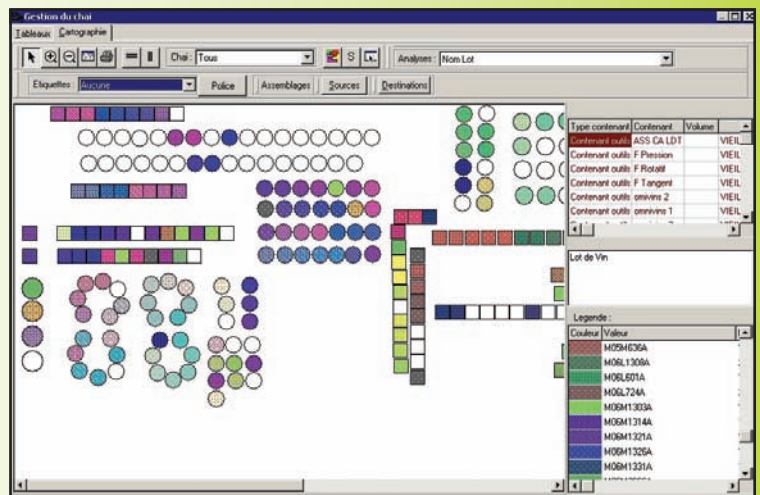 Gestion du chai
Tableaux Cartographie
Chai : Tous
S
Analyses : Nom Lot
Etiquettes : Aucune
Police
Assemblages
Sources
Destinations
Type contenant Contenant Volume
Contenant outils ASS CA LDT VIEIL
Contenant outils F Pression VIEIL
Contenant outils F Rotatif VIEIL
Contenant outils F Tangent VIEIL
Contenant outils omnivins 2 VIEIL
Contenant outils omnivins 1 VIEIL
Lot de Vin
Legende :
Couleur Valeur
M05M636A
M06L1308A
M06L601A
M06L724A
M06M1303A
M06M1314A
M06M1321A
M06M1326A
M06M1331A